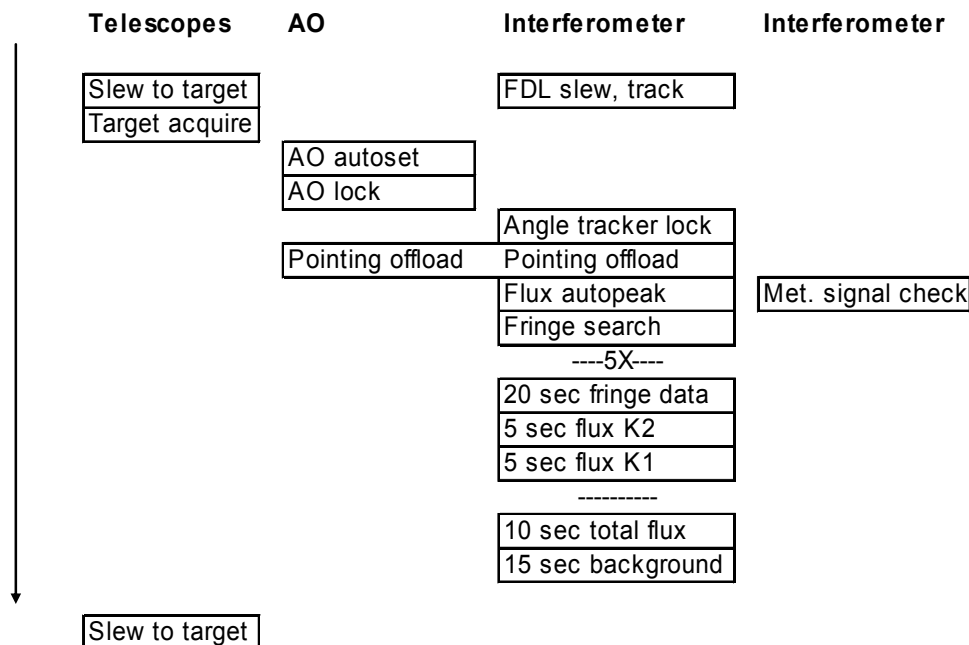 Telescopes AO Interferometer Interferometer
Slew to target FDL slew, track
Target acquire
AO autoset
AO lock
Angle tracker lock
Pointing offload Pointing offload
Flux autopeak Met. signal check
Fringe search
----5X----
20 sec fringe data
5 sec flux K2
5 sec flux K1
----------
10 sec total flux
15 sec background
Slew to target